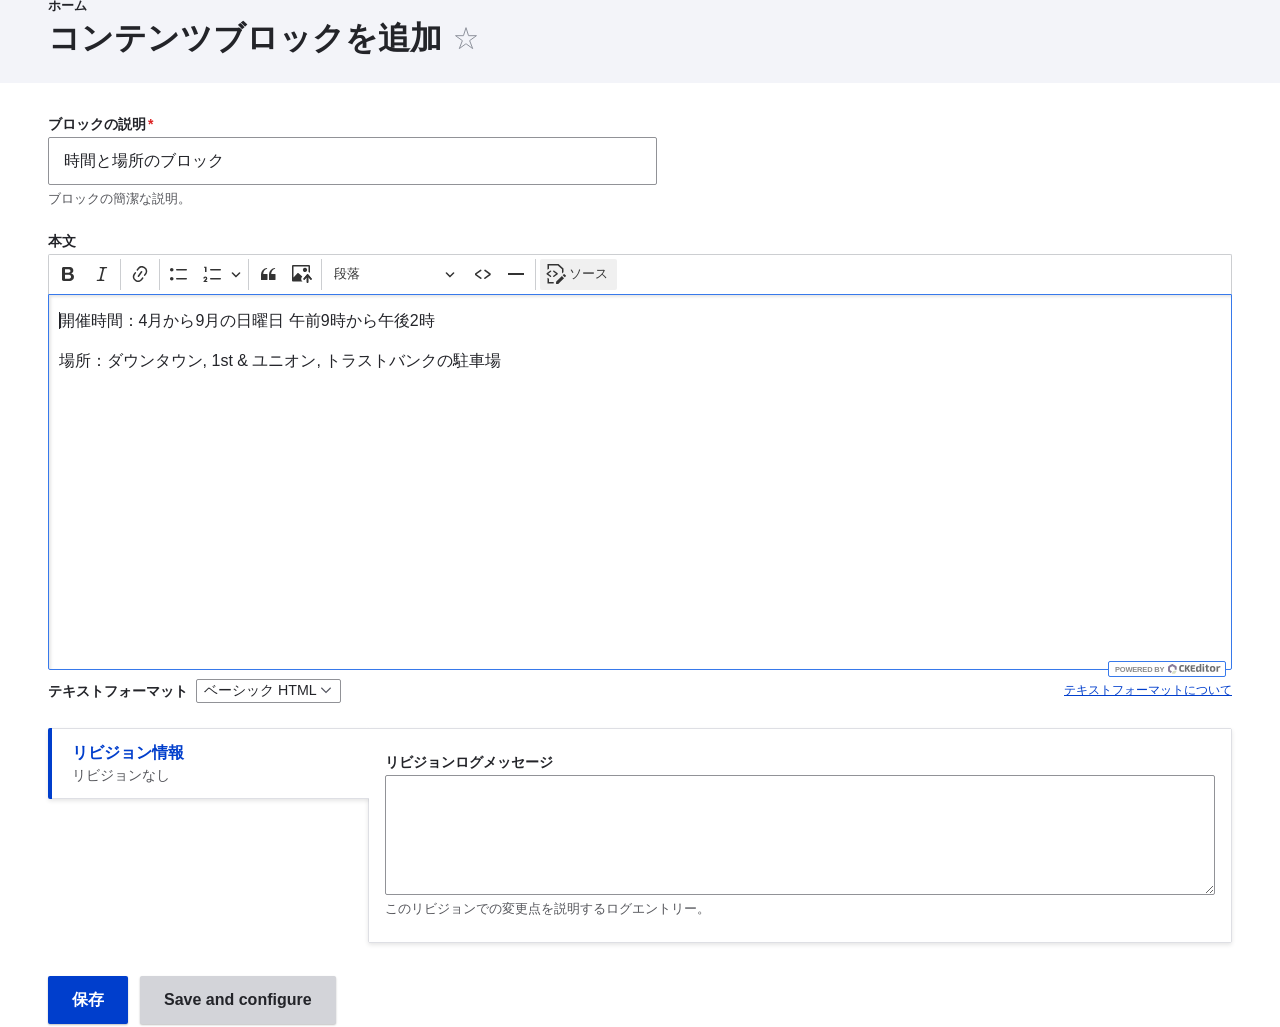 ホーム
コンテンツブロックを追加 ☆
ブロックの説明*
時間と場所のブロック
ブロックの簡潔な説明。
本文
B I 段落 ソース
開催時間：4月から9月の日曜日 午前9時から午後2時
場所：ダウンタウン, 1st & ユニオン, トラストバンクの駐車場
POWERED BY CKEditor
テキストフォーマット ベーシック HTML テキストフォーマットについて
リビジョン情報
リビジョンなし
リビジョンログメッセージ
このリビジョンでの変更点を説明するログエントリー。
保存 Save and configure